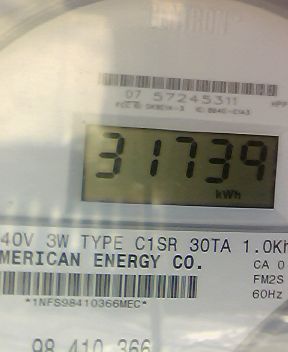 07 57245311
31739
kWh
40V 3W TYPE C1SR 30TA 1.0Kh
MERICAN ENERGY CO.
CA 0
FM2S
60Hz
*1NFS98410366MEC*
98 410 366